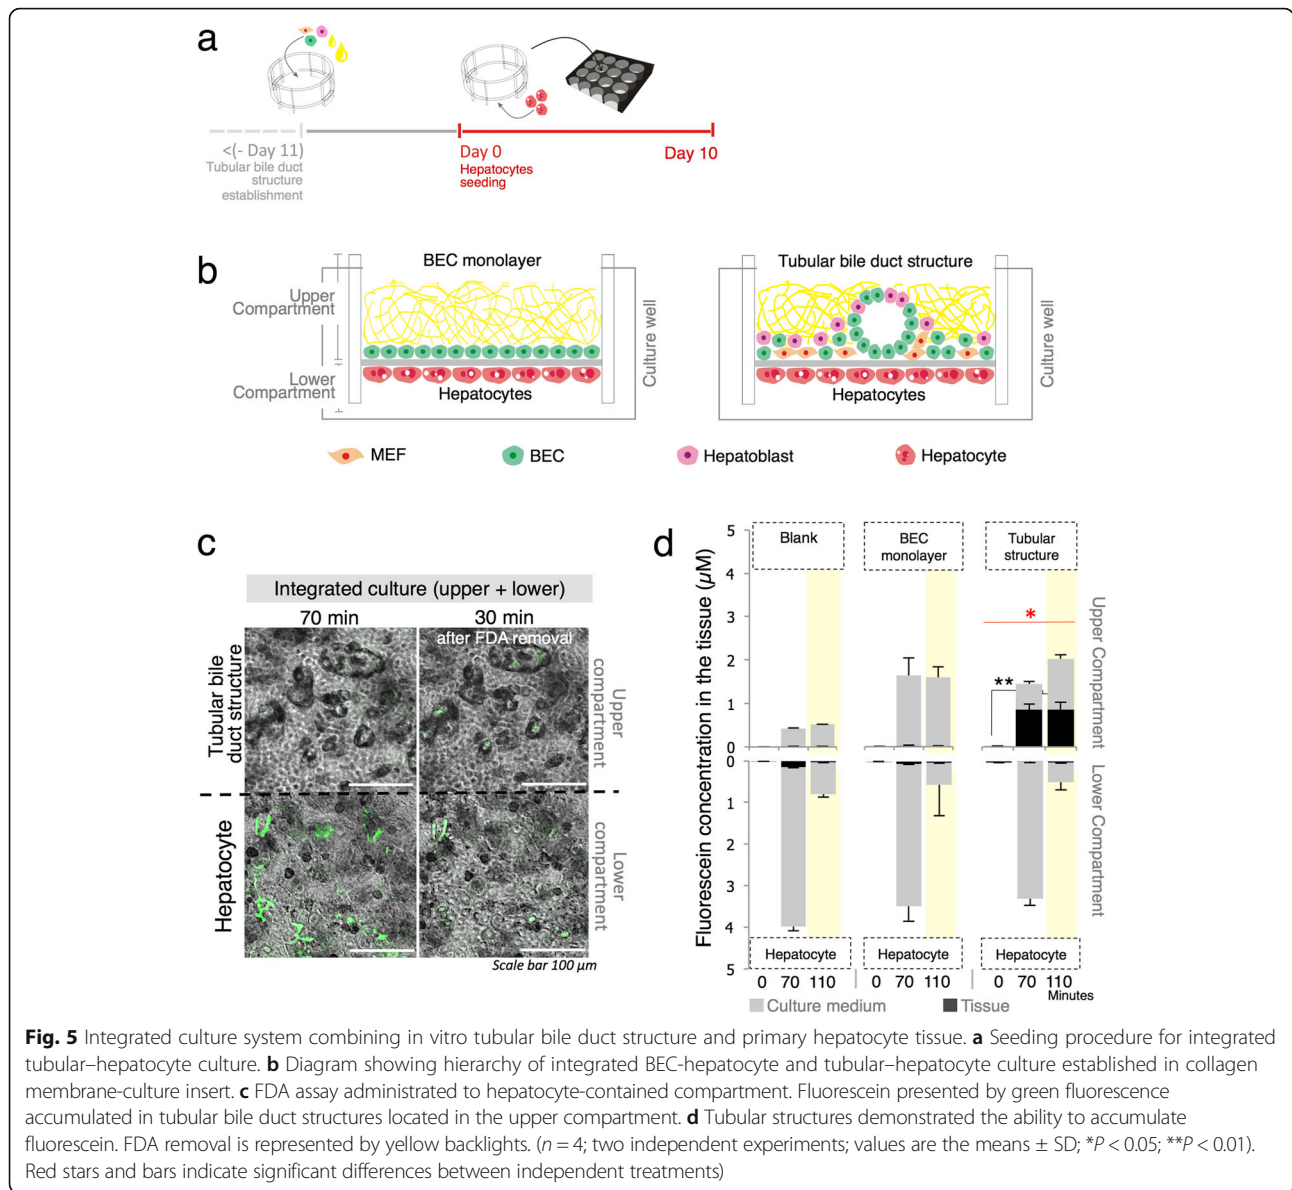 a
<(- Day 11)
Tubular bile duct
structure
establishment
Day 0
Hepatocytes
seeding
Day 10
b
BEC monolayer
Upper
Compartment
Lower
Compartment
Hepatocytes
Culture well
Tubular bile duct structure
Hepatocytes
Culture well
MEF
BEC
Hepatoblast
Hepatocyte
c
Integrated culture (upper + lower)
70 min
30 min
after FDA removal
Tubular bile
duct structure
Upper
compartment
Hepatocyte
Lower
compartment
Scale bar 100 µm
d
Fluorescein concentration in the tissue (µM)
Blank
BEC
monolayer
Tubular
structure
5
4
3
2
1
0
0
1
2
3
4
5
*
**
Upper Compartment
Lower Compartment
Hepatocyte
Hepatocyte
Hepatocyte
0 70 110
0 70 110
0 70 110
Minutes
Culture medium
Tissue
Fig. 5 Integrated culture system combining in vitro tubular bile duct structure and primary hepatocyte tissue. a Seeding procedure for integrated
tubular–hepatocyte culture. b Diagram showing hierarchy of integrated BEC-hepatocyte and tubular–hepatocyte culture established in collagen
membrane-culture insert. c FDA assay administrated to hepatocyte-contained compartment. Fluorescein presented by green fluorescence
accumulated in tubular bile duct structures located in the upper compartment. d Tubular structures demonstrated the ability to accumulate
fluorescein. FDA removal is represented by yellow backlights. (n = 4; two independent experiments; values are the means ± SD; *P < 0.05; **P < 0.01).
Red stars and bars indicate significant differences between independent treatments)